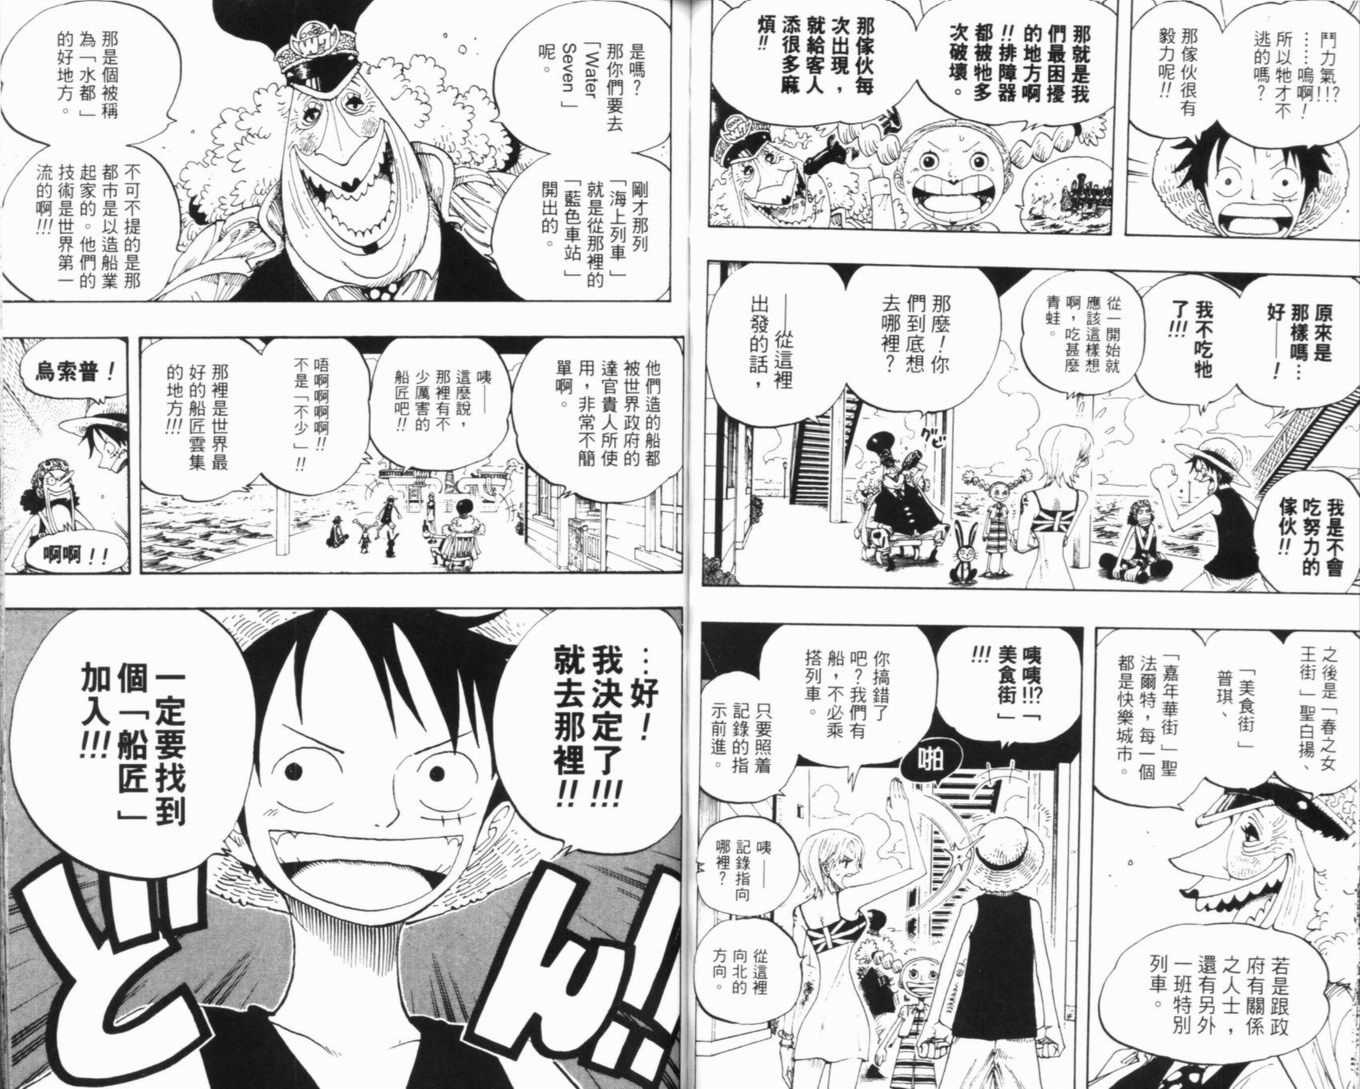 鬥力氣!?
……嗚啊!!!
所以牠才不
逃的嗎?
那傢伙很有
毅力呢!!
那就是我
們最困擾
的地方啊
!!排障器
都被牠多
次破壞。
那傢伙每
次出現，
就給客人
添很多麻
煩!!
原來是
那樣嗎…
好──!
我不吃牠
了!!!
我是不會
吃努力的
傢伙!!
從一開始就
應該這樣想
啊，吃甚麼
青蛙。
グビ
那麼!你
們到底想
去哪裡?
──從這裡
出發的話，
之後是「春之女
王街」聖白揚、
「美食街」
普琪、
「嘉年華街」聖
法爾特，每一個
都是快樂城市。
若是跟政
府有關係
之人士，
還有另外
一班特別
列車。
咦咦!!!?「
美食街」
!!!
你搞錯了
吧?我們有
船，不必乘
搭列車。
啪
只要照着
記錄的指
示前進。
咦──
記錄指向
哪裡?
從這裡
向北的
方向。
44
是嗎?
那你們要去
「Water
Seven」
呢。
剛才那列
「海上列車」
就是從那裡的
「藍色車站」
開出的。
W7
那是個被稱
為「水都」
的好地方。
不可不提的是那
都市是以造船業
起家的。他們的
技術是世界第一
流的啊!!!
他們造的船都
被世界政府的
達官貴人所使
用，非常不簡
單啊。
咦──
這麼說，
那裡有不
少厲害的
船匠吧!!
唔啊啊啊啊!!
不是「不少」!!
那裡是世界最
好的船匠雲集
的地方!!!
烏索普!
啊啊!!
…好!
我決定了!!!
就去那裡!!
一定要找到
個「船匠」
加入!!!
どん!!